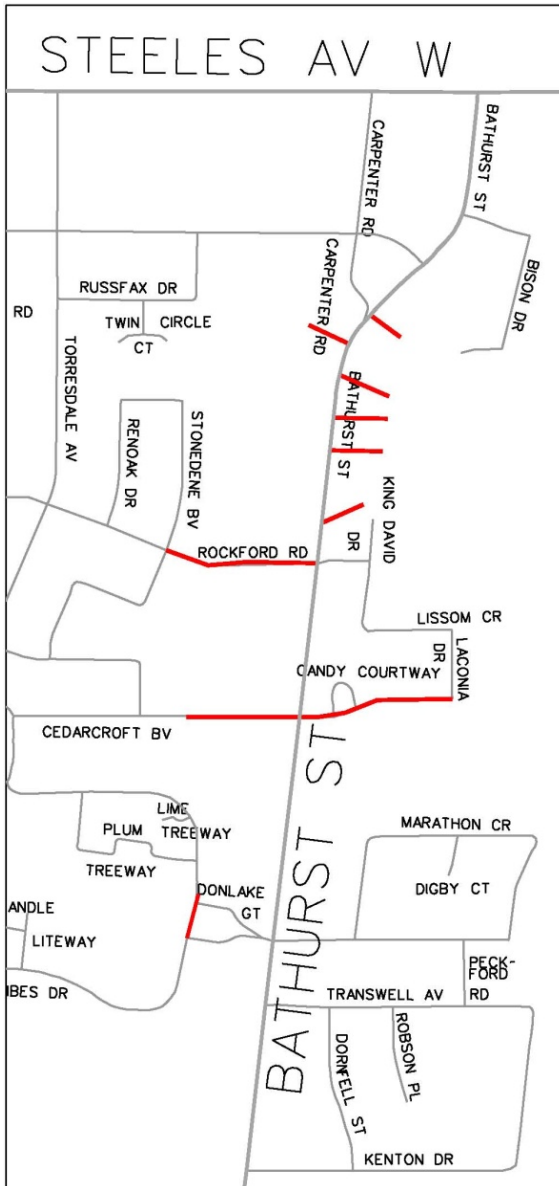 STEELES AV W
CARPENTER RD
BATHURST ST
BISON DR
CARPENTER RD
RUSSFAX DR
RD
TWIN CIRCLE
CT
TORRESDALE AV
BATHURST ST
RENOAK DR
STONEDENE BV
KING DAVID
DR
ROCKFORD RD
LISSOM CR
LACONIA
DR
CANDY COURTWAY
CEDARCROFT BV
BATHURST ST
LIME
TREEWAY
PLUM
TREEWAY
MARATHON CR
DONLAKE
GT
DIGBY CT
ANDLE
LITEWAY
PECK-
FORD
RD
IBES DR
TRANSWELL AV
ROBSON PL
DORNFELL ST
KENTON DR